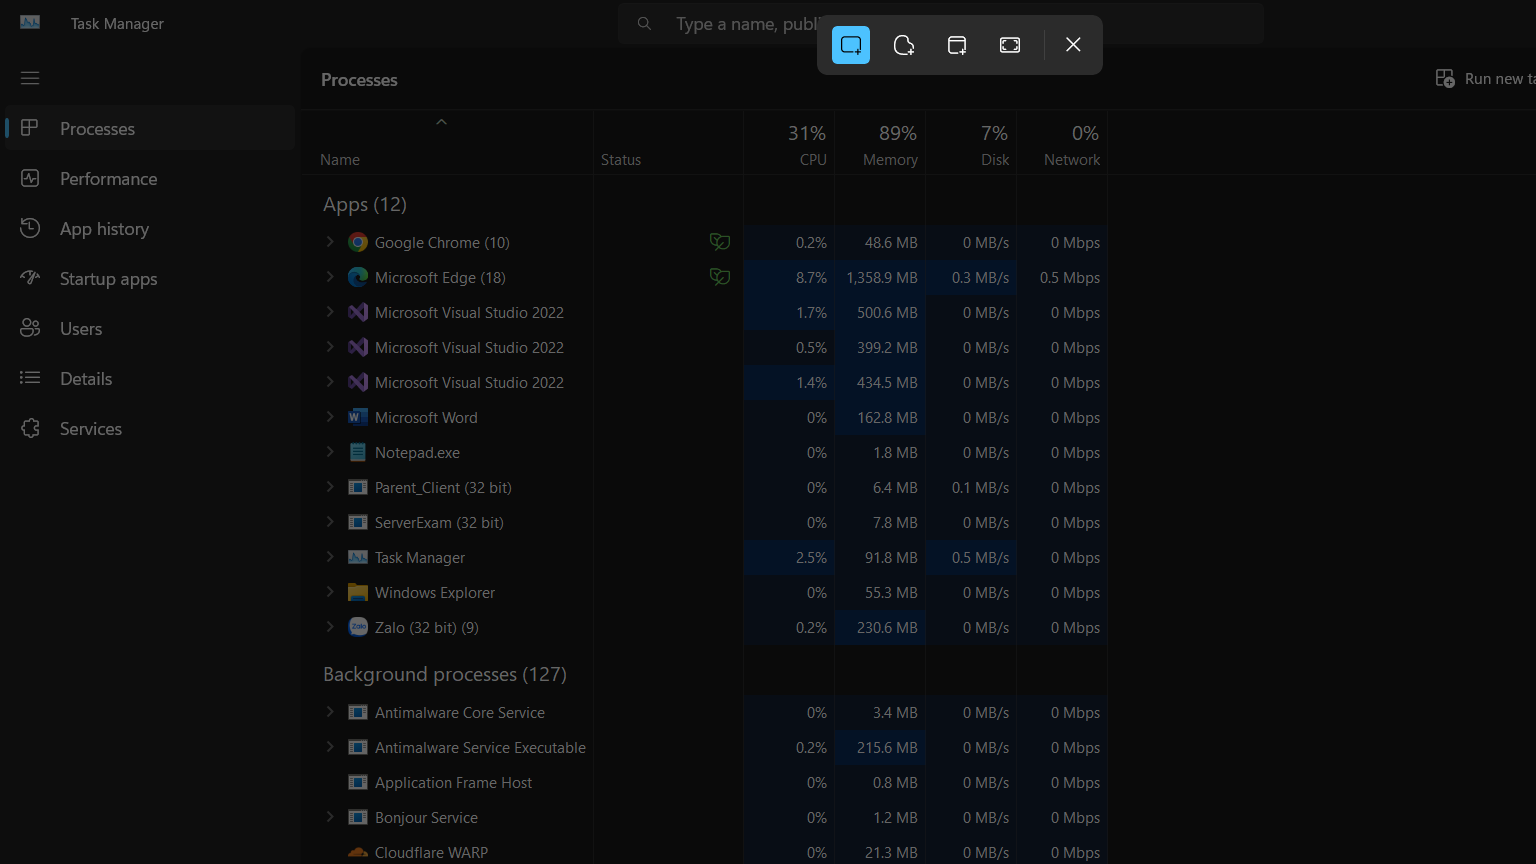 Task Manager
Type a name, publi
Processes
Run new ta
Processes
Performance
App history
Startup apps
Users
Details
Services
31% 89% 7% 0%
Name Status CPU Memory Disk Network
Apps (12)
Google Chrome (10) 0.2% 48.6 MB 0 MB/s 0 Mbps
Microsoft Edge (18) 8.7% 1,358.9 MB 0.3 MB/s 0.5 Mbps
Microsoft Visual Studio 2022 1.7% 500.6 MB 0 MB/s 0 Mbps
Microsoft Visual Studio 2022 0.5% 399.2 MB 0 MB/s 0 Mbps
Microsoft Visual Studio 2022 1.4% 434.5 MB 0 MB/s 0 Mbps
Microsoft Word 0% 162.8 MB 0 MB/s 0 Mbps
Notepad.exe 0% 1.8 MB 0 MB/s 0 Mbps
Parent_Client (32 bit) 0% 6.4 MB 0.1 MB/s 0 Mbps
ServerExam (32 bit) 0% 7.8 MB 0 MB/s 0 Mbps
Task Manager 2.5% 91.8 MB 0.5 MB/s 0 Mbps
Windows Explorer 0% 55.3 MB 0 MB/s 0 Mbps
Zalo (32 bit) (9) 0.2% 230.6 MB 0 MB/s 0 Mbps
Background processes (127)
Antimalware Core Service 0% 3.4 MB 0 MB/s 0 Mbps
Antimalware Service Executable 0.2% 215.6 MB 0 MB/s 0 Mbps
Application Frame Host 0% 0.8 MB 0 MB/s 0 Mbps
Bonjour Service 0% 1.2 MB 0 MB/s 0 Mbps
Cloudflare WARP 0% 21.3 MB 0 MB/s 0 Mbps